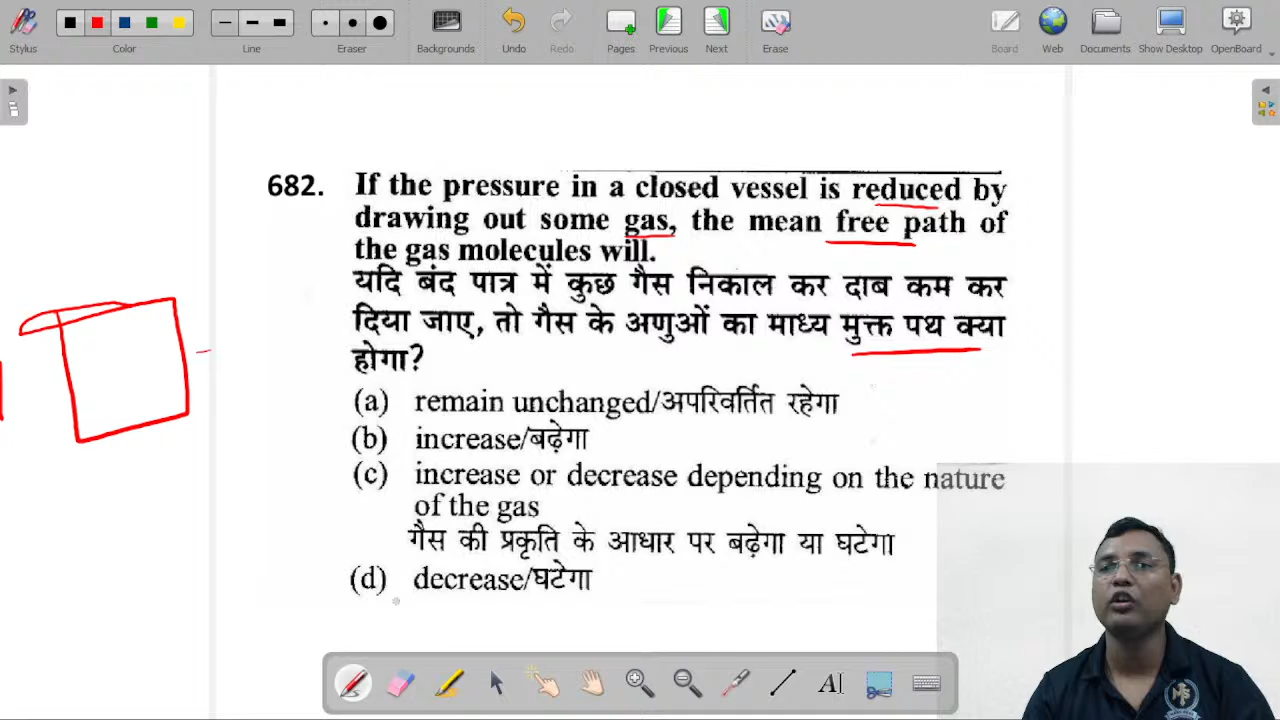 Stylus
Color
Line
Eraser
Backgrounds
Undo
Redo
Pages
Previous
Next
Erase
Board
Web
Documents
Show Desktop
OpenBoard
682. If the pressure in a closed vessel is reduced by
drawing out some gas, the mean free path of
the gas molecules will.
यदि बंद पात्र में कुछ गैस निकाल कर दाब कम कर
दिया जाए, तो गैस के अणुओं का माध्य मुक्त पथ क्या
होगा?
(a) remain unchanged/अपरिवर्तित रहेगा
(b) increase/बढ़ेगा
(c) increase or decrease depending on the nature
of the gas
गैस की प्रकृति के आधार पर बढ़ेगा या घटेगा
(d) decrease/घटेगा